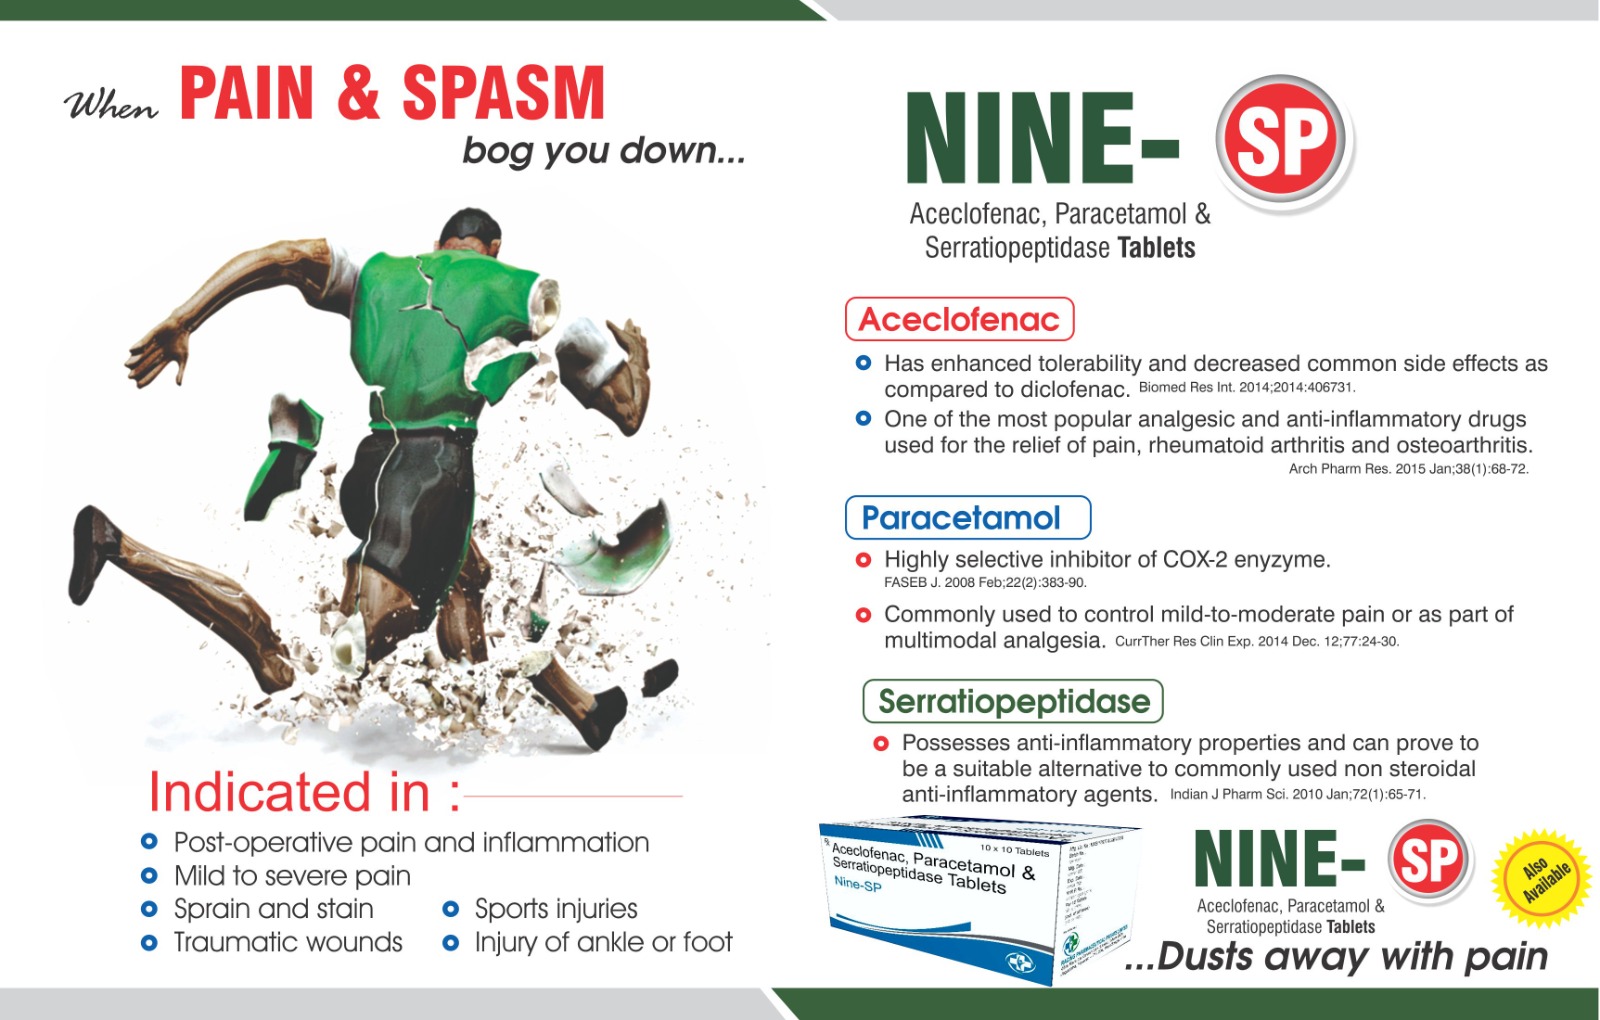 When PAIN & SPASM
bog you down...
Indicated in :
Post-operative pain and inflammation
Mild to severe pain
Sprain and stain
Sports injuries
Traumatic wounds
Injury of ankle or foot
NINE- SP
Aceclofenac, Paracetamol &
Serratiopeptidase Tablets
Aceclofenac
Has enhanced tolerability and decreased common side effects as
compared to diclofenac. Biomed Res Int. 2014;2014:406731.
One of the most popular analgesic and anti-inflammatory drugs
used for the relief of pain, rheumatoid arthritis and osteoarthritis.
Arch Pharm Res. 2015 Jan;38(1):68-72.
Paracetamol
Highly selective inhibitor of COX-2 enyzyme.
FASEB J. 2008 Feb;22(2):383-90.
Commonly used to control mild-to-moderate pain or as part of
multimodal analgesia. CurrTher Res Clin Exp. 2014 Dec. 12;77:24-30.
Serratiopeptidase
Possesses anti-inflammatory properties and can prove to
be a suitable alternative to commonly used non steroidal
anti-inflammatory agents. Indian J Pharm Sci. 2010 Jan;72(1):65-71.
10 x 10 Tablets
Aceclofenac, Paracetamol &
Serratiopeptidase Tablets
Nine-SP
NINE- SP
Aceclofenac, Paracetamol &
Serratiopeptidase Tablets
Also
Available
...Dusts away with pain